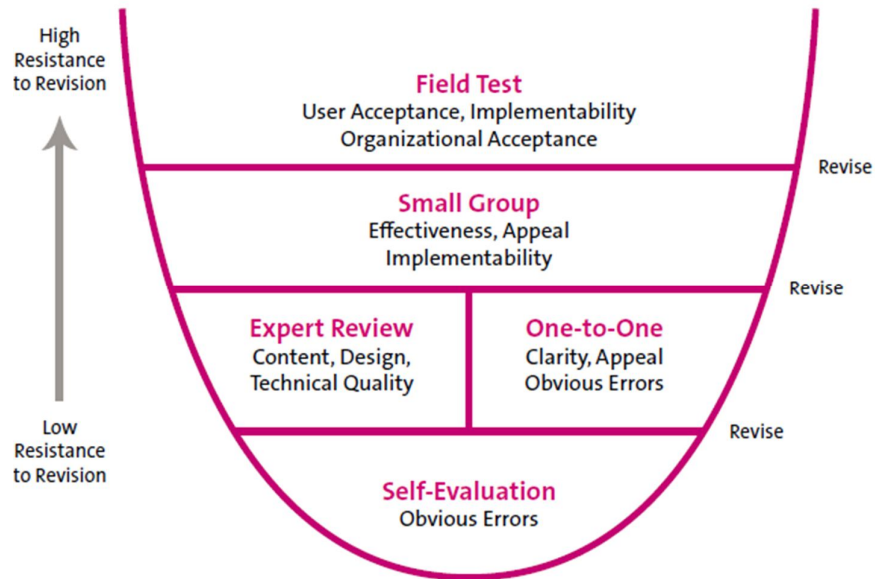 High
Resistance
to Revision
Field Test
User Acceptance, Implementability
Organizational Acceptance
Revise
Small Group
Effectiveness, Appeal
Implementability
Revise
Expert Review
Content, Design,
Technical Quality
One-to-One
Clarity, Appeal
Obvious Errors
Revise
Low
Resistance
to Revision
Self-Evaluation
Obvious Errors